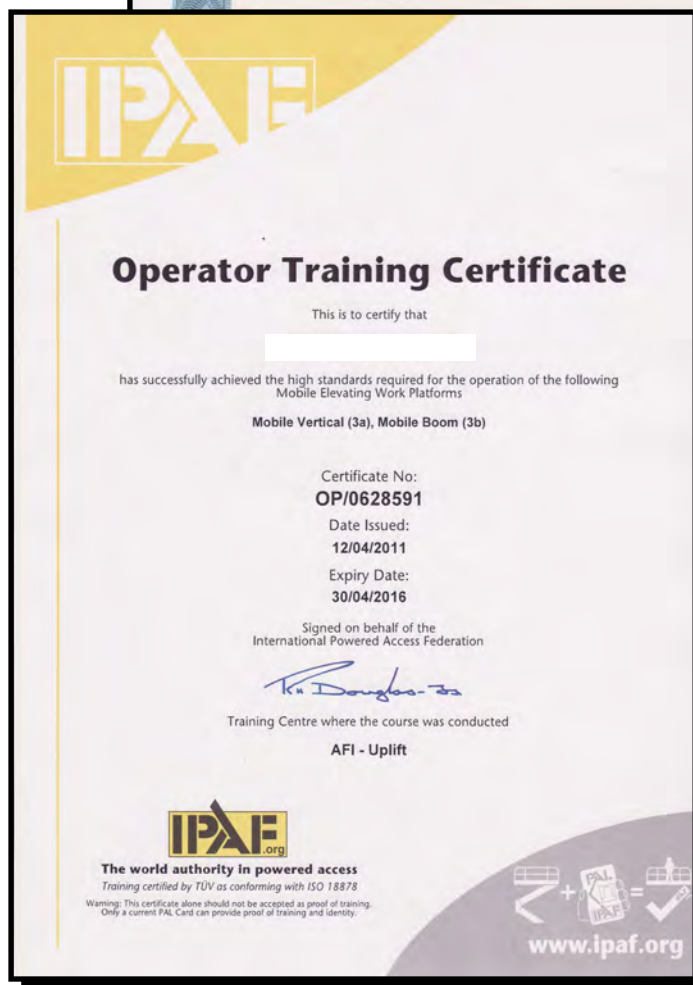 IPAF
Operator Training Certificate
This is to certify that
has successfully achieved the high standards required for the operation of the following
Mobile Elevating Work Platforms
Mobile Vertical (3a), Mobile Boom (3b)
Certificate No:
OP/0628591
Date Issued:
12/04/2011
Expiry Date:
30/04/2016
Signed on behalf of the
International Powered Access Federation
Training Centre where the course was conducted
AFI - Uplift
IPAF
.org
The world authority in powered access
Training certified by TÜV as conforming with ISO 18878
Warning: This certificate alone should not be accepted as proof of training.
Only a current PAL Card can provide proof of training and identity.
PAL
IPAF
www.ipaf.org